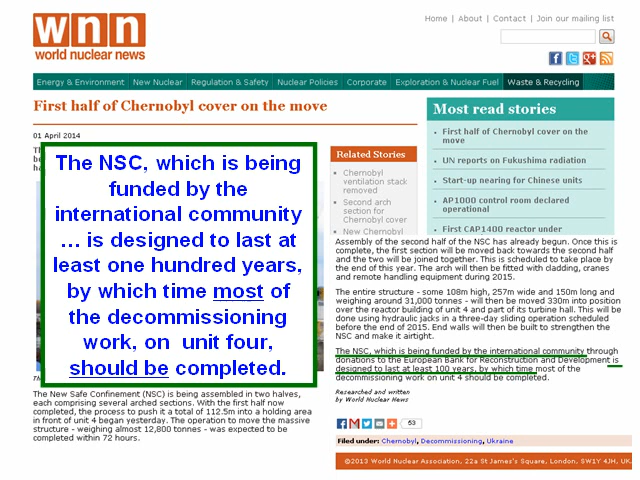 wnn
world nuclear news
Home | About | Contact | Join our mailing list
Energy & Environment New Nuclear Regulation & Safety Nuclear Policies Corporate Exploration & Nuclear Fuel Waste & Recycling
First half of Chernobyl cover on the move
01 April 2014
The NSC, which is being
funded by the
international community
... is designed to last at
least one hundred years,
by which time most of
the decommissioning
work, on unit four,
should be completed.
The New Safe Confinement (NSC) is being assembled in two halves,
each comprising several arched sections. With the first half now
completed, the process to push it a total of 112.5m into a holding area
in front of unit 4 began yesterday. The operation to move the massive
structure - weighing almost 12,800 tonnes - was expected to be
completed within 72 hours.
Related Stories
Chernobyl
ventilation stack
removed
Second arch
section for
Chernobyl cover
New Chernobyl
Most read stories
First half of Chernobyl cover on the
move
UN reports on Fukushima radiation
Start-up nearing for Chinese units
AP1000 control room declared
operational
First CAP1400 reactor under
Assembly of the second half of the NSC has already begun. Once this is
complete, the first section will be moved back towards the second half
and the two will be joined together. This is scheduled to take place by
the end of this year. The arch will then be fitted with cladding, cranes
and remote handling equipment during 2015.
The entire structure - some 108m high, 257m wide and 150m long and
weighing around 31,000 tonnes - will then be moved 330m into position
over the reactor building of unit 4 and part of its turbine hall. This will be
done using hydraulic jacks in a three-day sliding operation scheduled
before the end of 2015. End walls will then be built to strengthen the
NSC and make it airtight.
The NSC, which is being funded by the international community through
donations to the European Bank for Reconstruction and Development is
designed to last at least 100 years, by which time most of the
decommissioning work on unit 4 should be completed.
Researched and written
by World Nuclear News
53
Filed under: Chernobyl, Decommissioning, Ukraine
©2013 World Nuclear Association, 22a St James's Square, London, SW1Y 4JH, UK